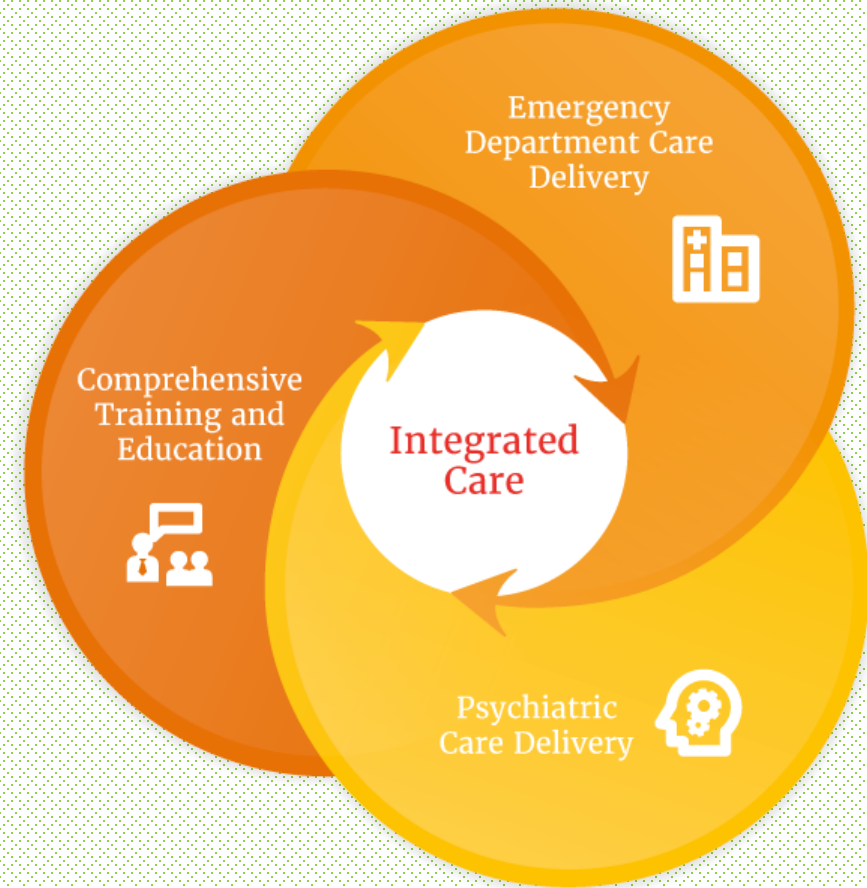 Emergency
Department Care
Delivery
Comprehensive
Training and
Education
Integrated
Care
Psychiatric
Care Delivery